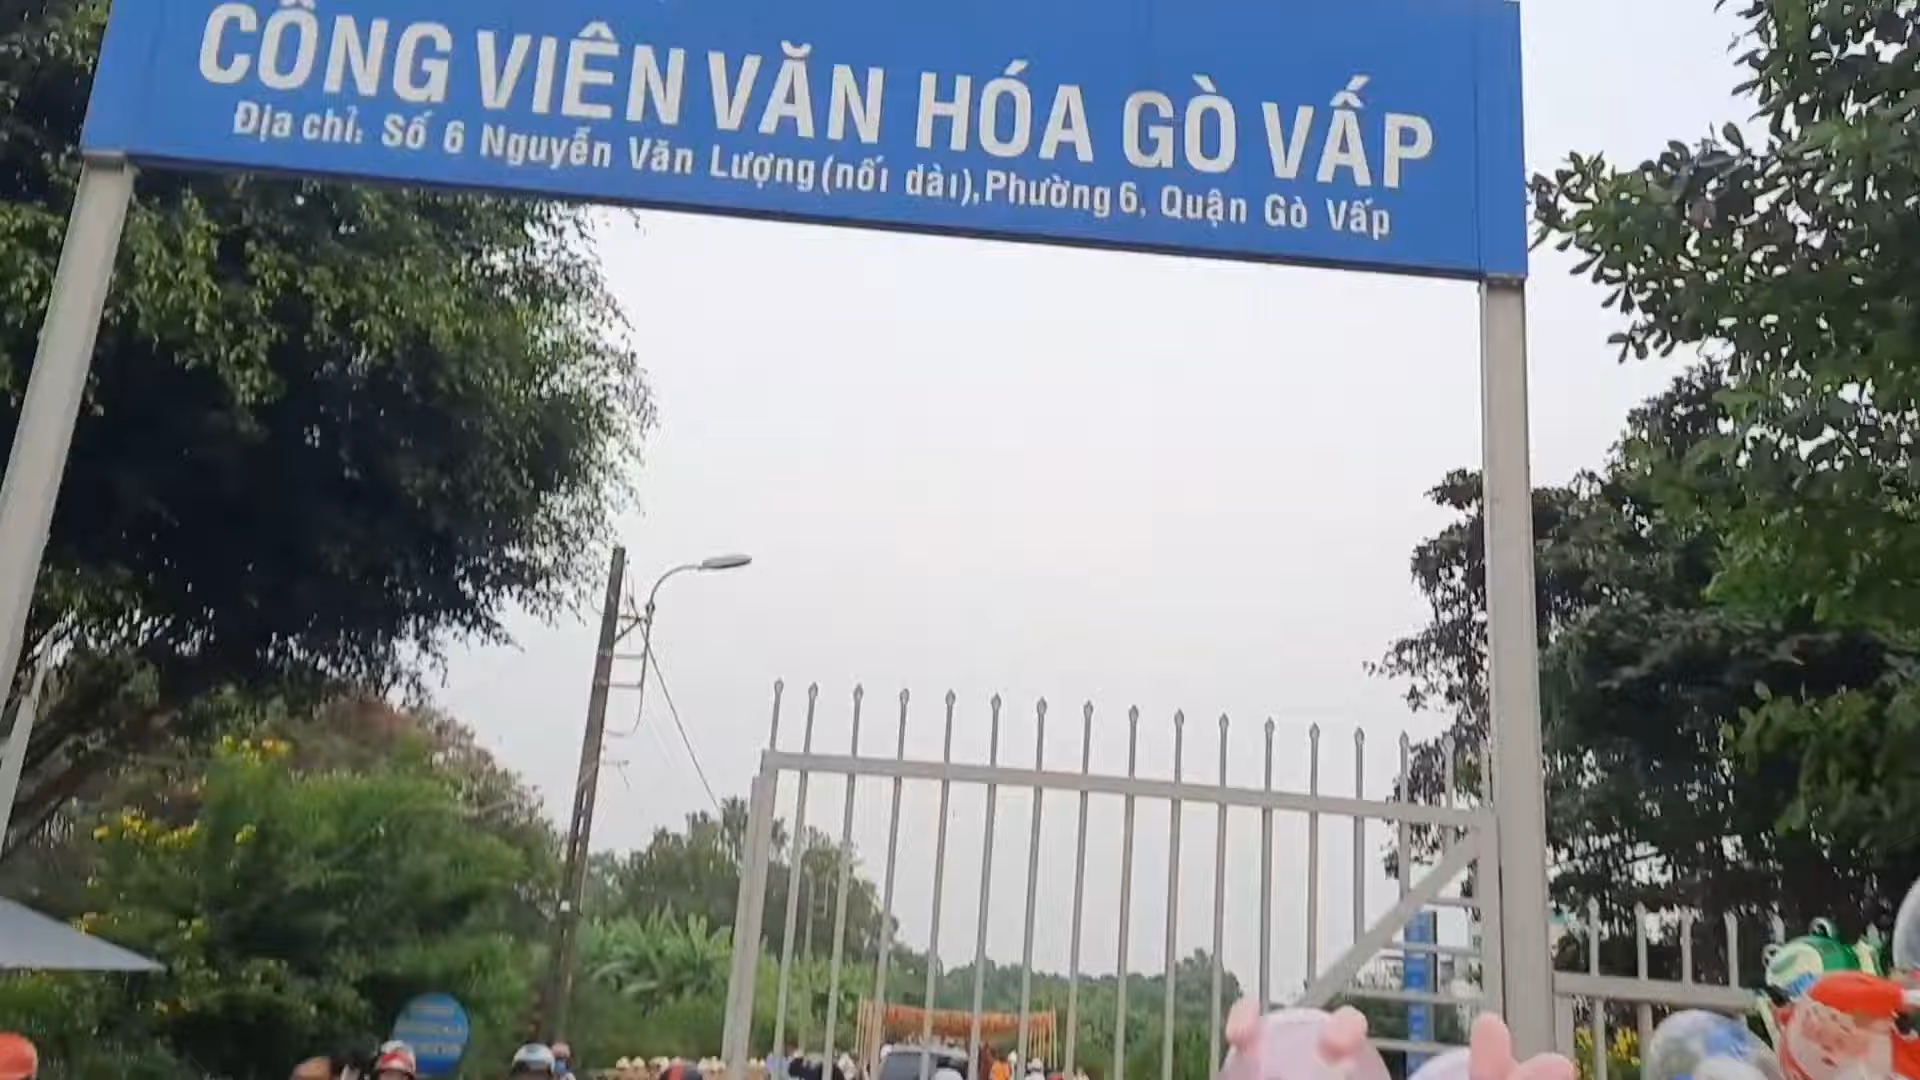 CÔNG VIÊN VĂN HÓA GÒ VẤP
Địa chỉ: Số 6 Nguyễn Văn Lượng (nối dài), Phường 6, Quận Gò Vấp